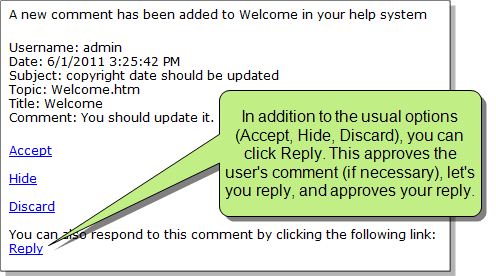 A new comment has been added to Welcome in your help system
Username: admin
Date: 6/1/2011 3:25:42 PM
Subject: copyright date should be updated
Topic: Welcome.htm
Title: Welcome
Comment: You should update it.
In addition to the usual options
(Accept, Hide, Discard), you can
click Reply. This approves the
user's comment (if necessary), let's
you reply, and approves your reply.
Accept
Hide
Discard
You can also respond to this comment by clicking the following link:
Reply